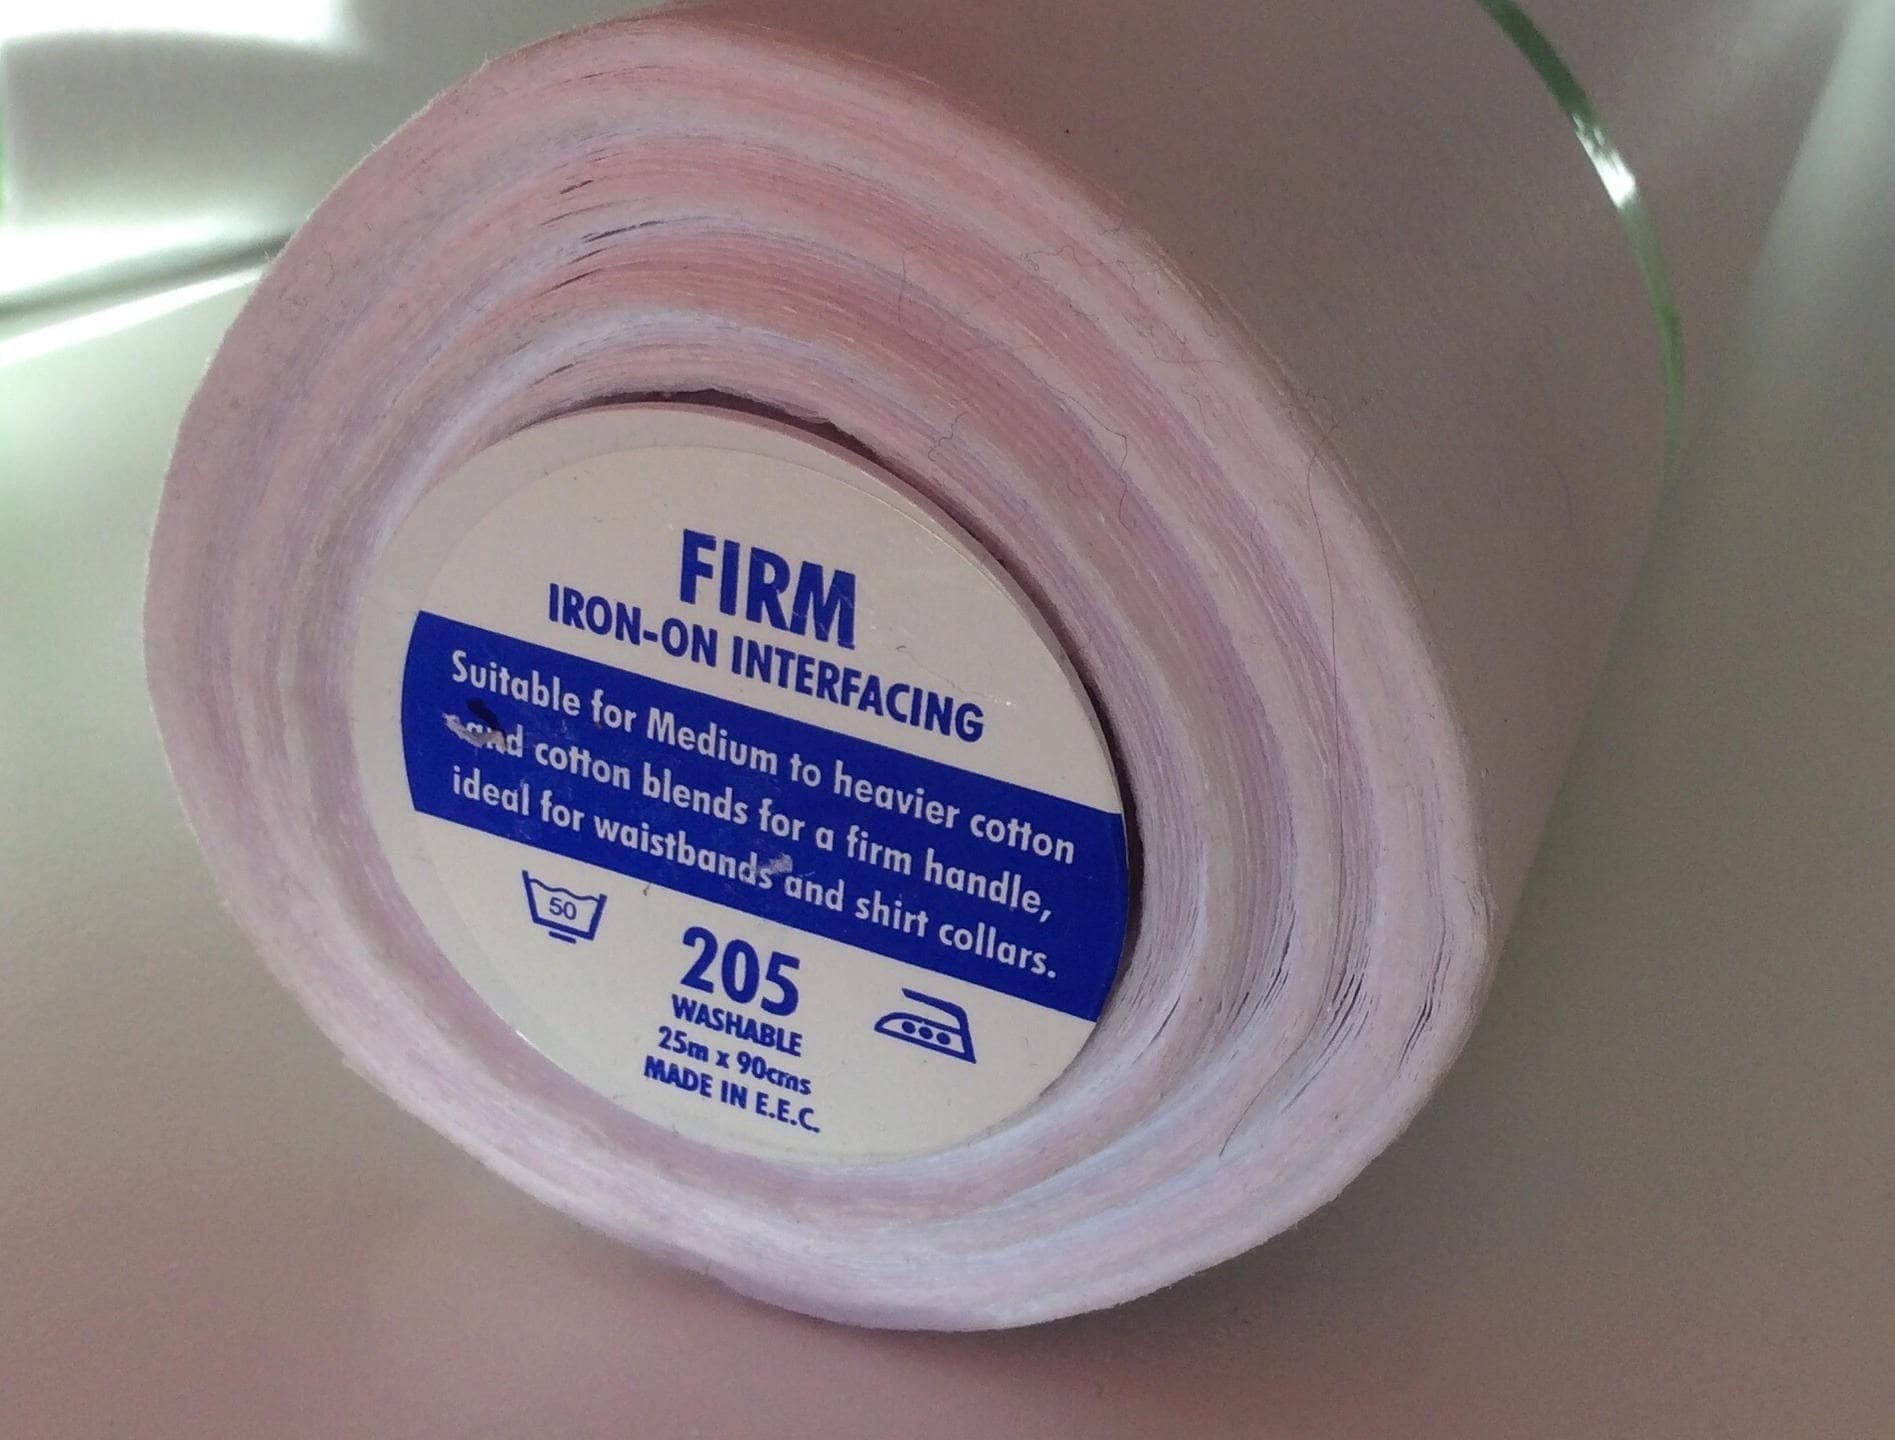 FIRM
IRON-ON INTERFACING
Suitable for Medium to heavier cotton
and cotton blends for a firm handle,
ideal for waistbands and shirt collars.
50
205
WASHABLE
25m x 90cms
MADE IN E.E.C.